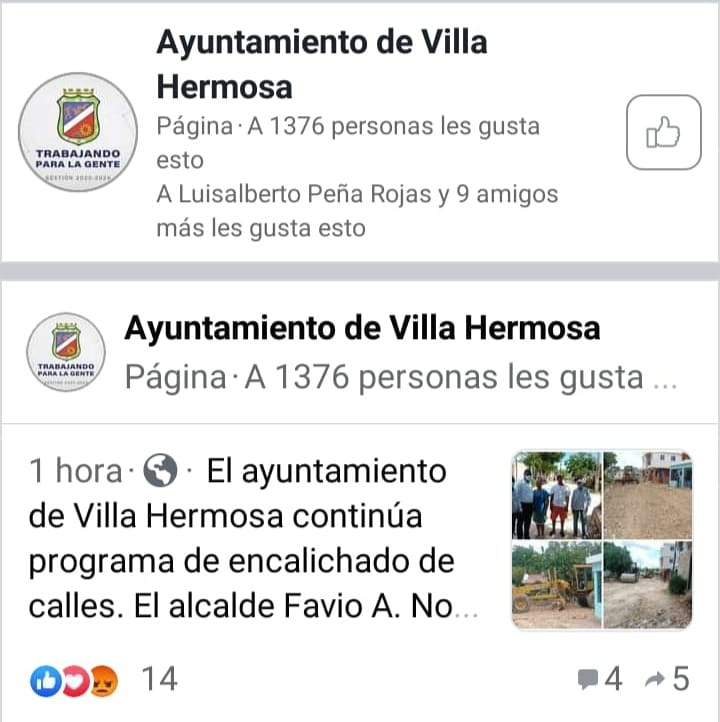 Ayuntamiento de Villa
Hermosa
Página · A 1376 personas les gusta
esto
A Luisalberto Peña Rojas y 9 amigos
más les gusta esto
TRABAJANDO
PARA LA GENTE
GESTIÓN 2020-2024
Ayuntamiento de Villa Hermosa
Página · A 1376 personas les gusta ...
TRABAJANDO
PARA LA GENTE
1 hora · · El ayuntamiento
de Villa Hermosa continúa
programa de encalichado de
calles. El alcalde Favio A. No...
14
4
5